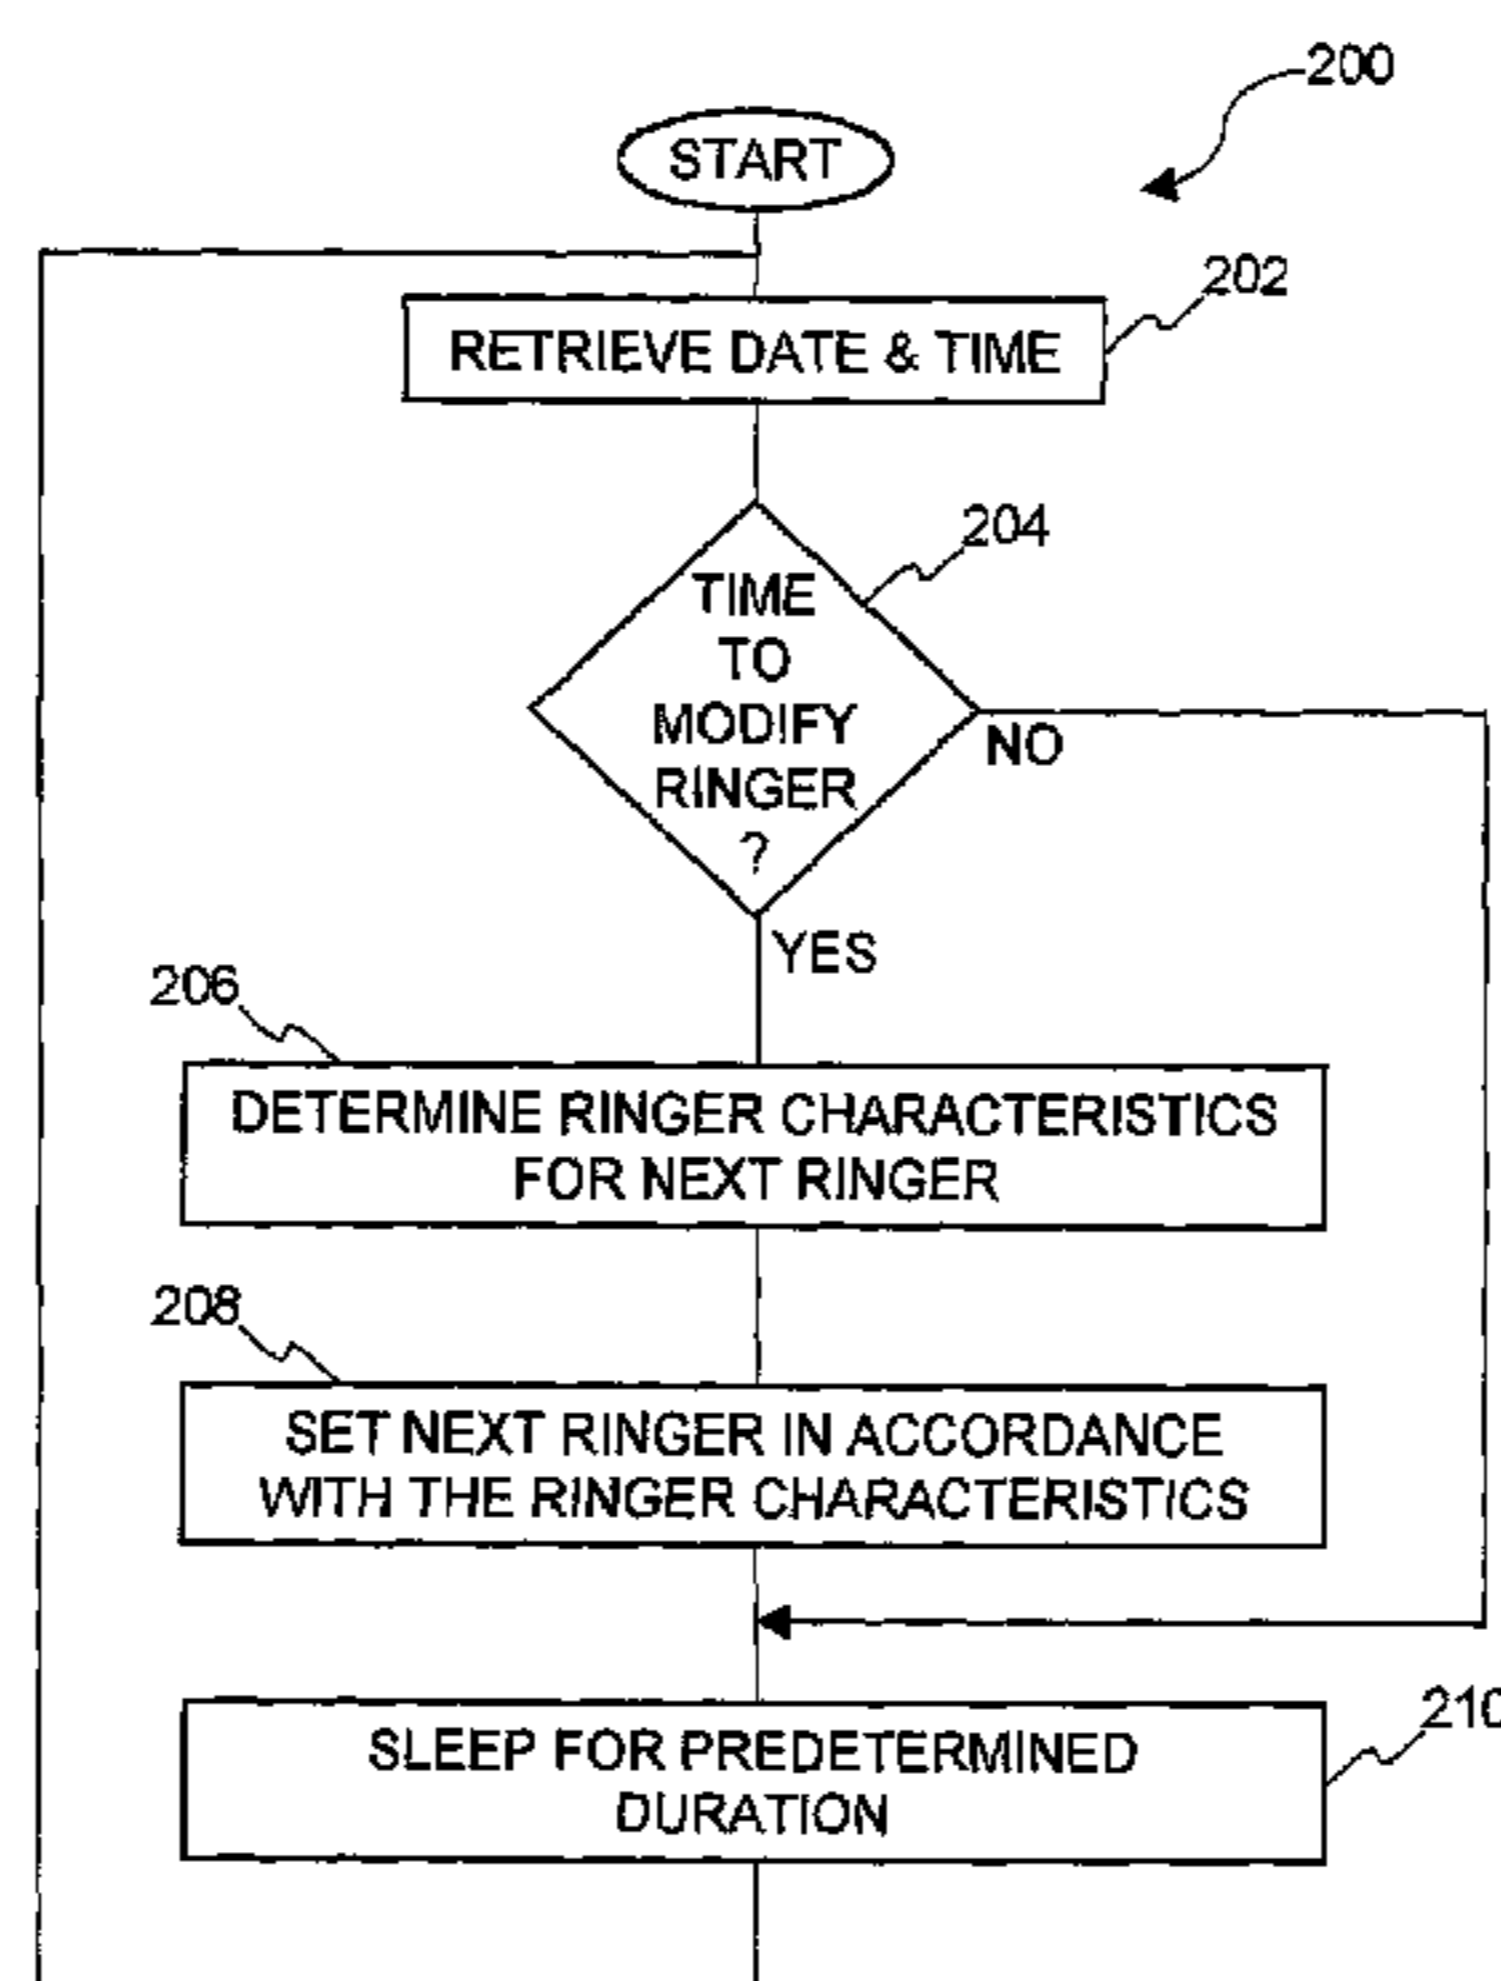 200
START
202
RETRIEVE DATE & TIME
204
TIME
TO
MODIFY
RINGER
?
NO
YES
206
DETERMINE RINGER CHARACTERISTICS
FOR NEXT RINGER
208
SET NEXT RINGER IN ACCORDANCE
WITH THE RINGER CHARACTERISTICS
210
SLEEP FOR PREDETERMINED
DURATION